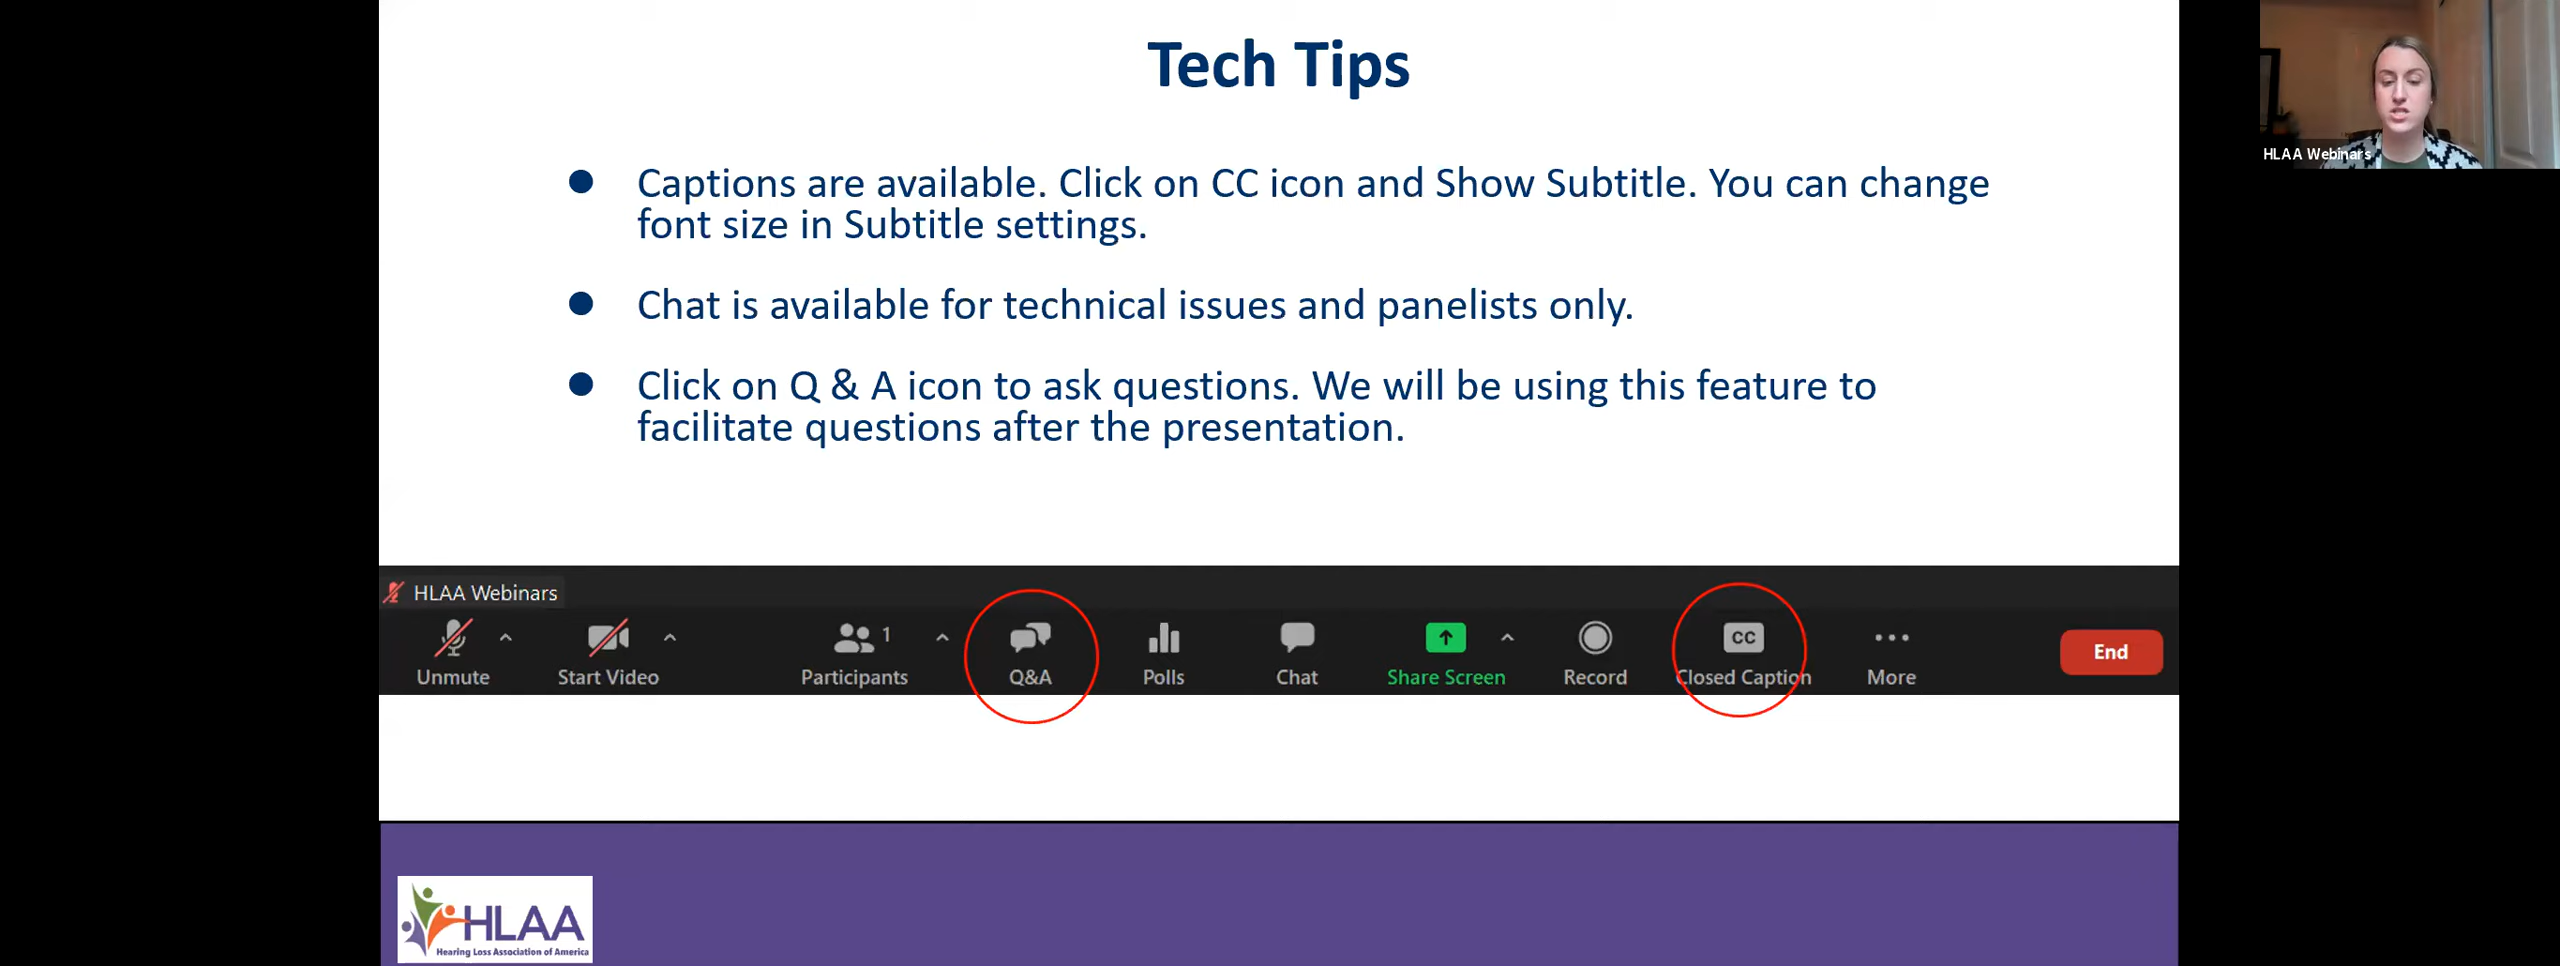 Tech Tips
HLAA Webinars
● Captions are available. Click on CC icon and Show Subtitle. You can change
font size in Subtitle settings.
● Chat is available for technical issues and panelists only.
● Click on Q & A icon to ask questions. We will be using this feature to
facilitate questions after the presentation.
HLAA Webinars
1
CC
Unmute Start Video Participants Q&A Polls Chat Share Screen Record Closed Caption More End
HLAA
Hearing Loss Association of America